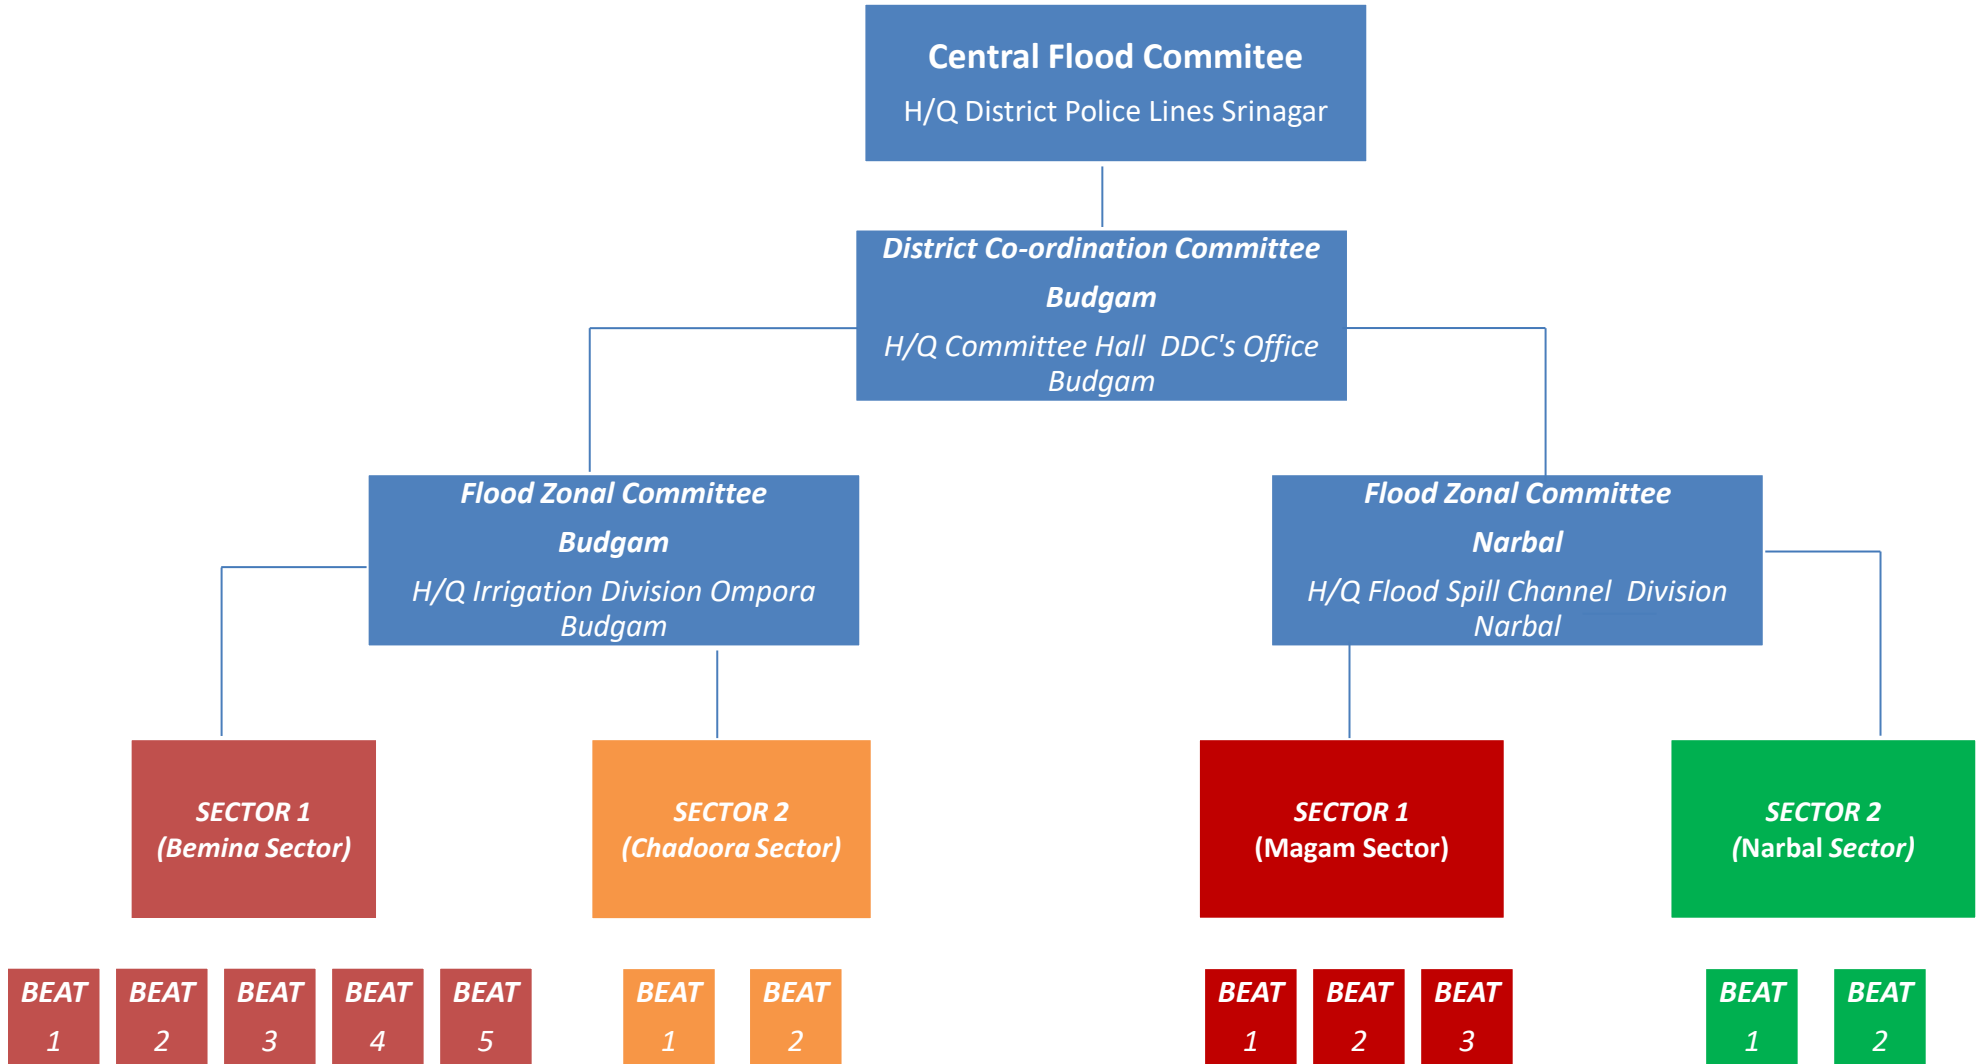 Central Flood Commitee
H/Q District Police Lines Srinagar
District Co-ordination Committee
Budgam
H/Q Committee Hall  DDC's Office
Budgam
Flood Zonal Committee
Budgam
H/Q Irrigation Division Ompora
Budgam
Flood Zonal Committee
Narbal
H/Q Flood Spill Channel  Division
Narbal
SECTOR 1
(Bemina Sector)
SECTOR 2
(Chadoora Sector)
SECTOR 1
(Magam Sector)
SECTOR 2
(Narbal Sector)
BEAT
1
BEAT
2
BEAT
3
BEAT
4
BEAT
5
BEAT
1
BEAT
2
BEAT
1
BEAT
2
BEAT
3
BEAT
1
BEAT
2